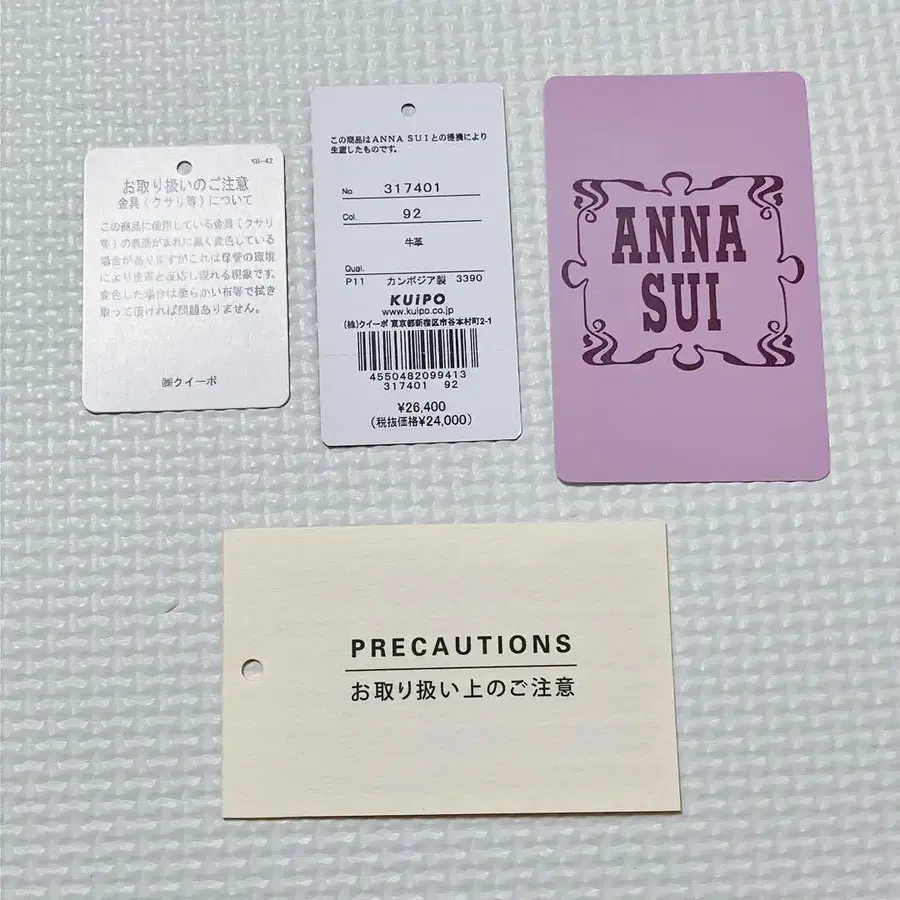 KB-42
お取り扱いのご注意
金具(クサリ等)について
この商品に使用している金具(クサリ
等)の表面がまれに黒く変色している
場合がありますがこれは保管の環境
により皮革と反応し現れる現象です。
変色した場合は柔らかい布等で拭き
取って頂ければ問題ありません。
㈱クイーポ
この商品はANNA SUIとの提携により
生産したものです。
No. 317401
Col. 92
牛革
Qual.
P11 カンボジア製 3390
KUiPO
www.kuipo.co.jp
(株)クイーポ 東京都新宿区市谷本村町2-1
4550482099413
317401 92
¥26,400
(税抜価格¥24,000)
ANNA
SUI
PRECAUTIONS
お取り扱い上のご注意